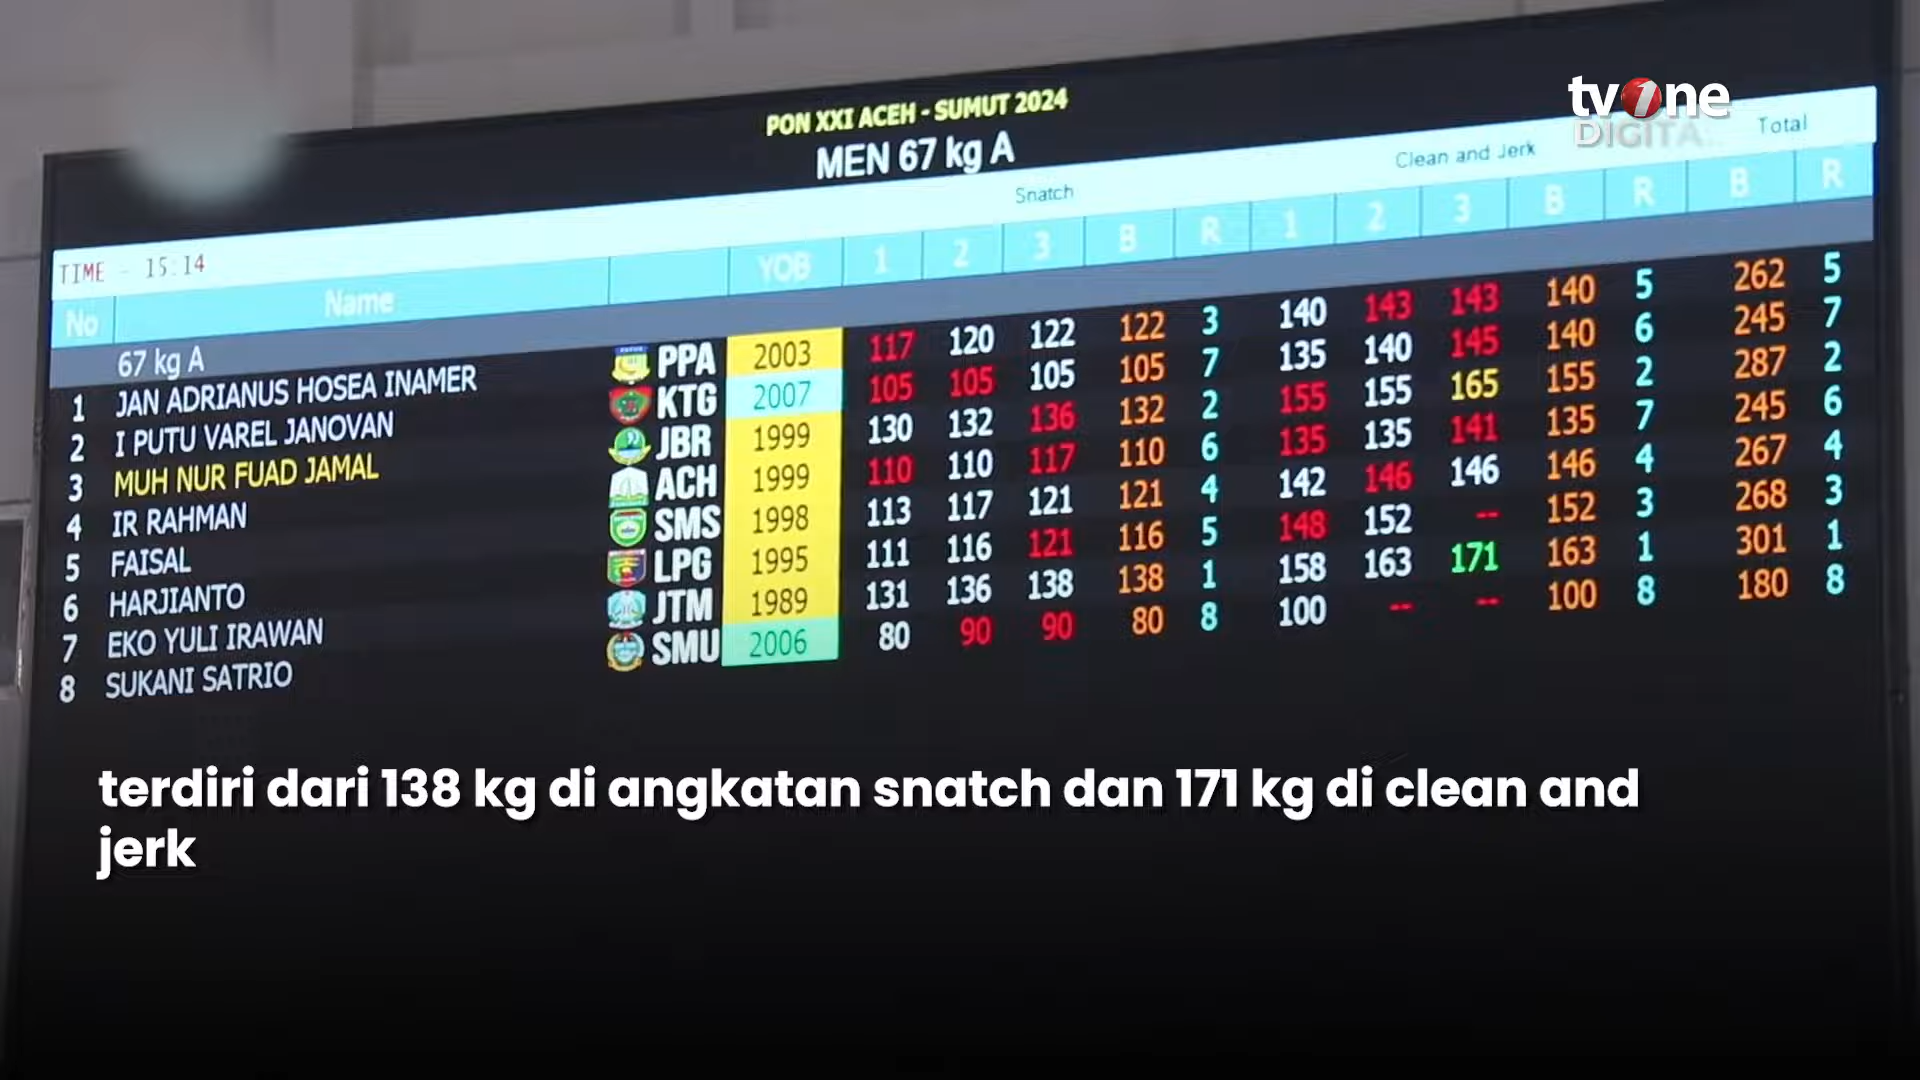 tvOne
DIGITAL
PON XXI ACEH - SUMUT 2024
MEN 67 kg A
Snatch Clean and Jerk Total
TIME - 15:14
No Name YOB 1 2 3 B R 1 2 3 B R B R
67 kg A
1 JAN ADRIANUS HOSEA INAMER PPA 2003 117 120 122 122 3 140 143 143 140 5 262 5
2 I PUTU VAREL JANOVAN KTG 2007 105 105 105 105 7 135 140 145 140 6 245 7
3 MUH NUR FUAD JAMAL JBR 1999 130 132 136 132 2 155 155 165 155 2 287 2
4 IR RAHMAN ACH 1999 110 110 117 110 6 135 135 141 135 7 245 6
5 FAISAL SMS 1998 113 117 121 121 4 142 146 146 146 4 267 4
6 HARJIANTO LPG 1995 111 116 121 116 5 148 152 -- 152 3 268 3
7 EKO YULI IRAWAN JTM 1989 131 136 138 138 1 158 163 171 163 1 301 1
8 SUKANI SATRIO SMU 2006 80 90 90 80 8 100 -- -- 100 8 180 8
terdiri dari 138 kg di angkatan snatch dan 171 kg di clean and
jerk